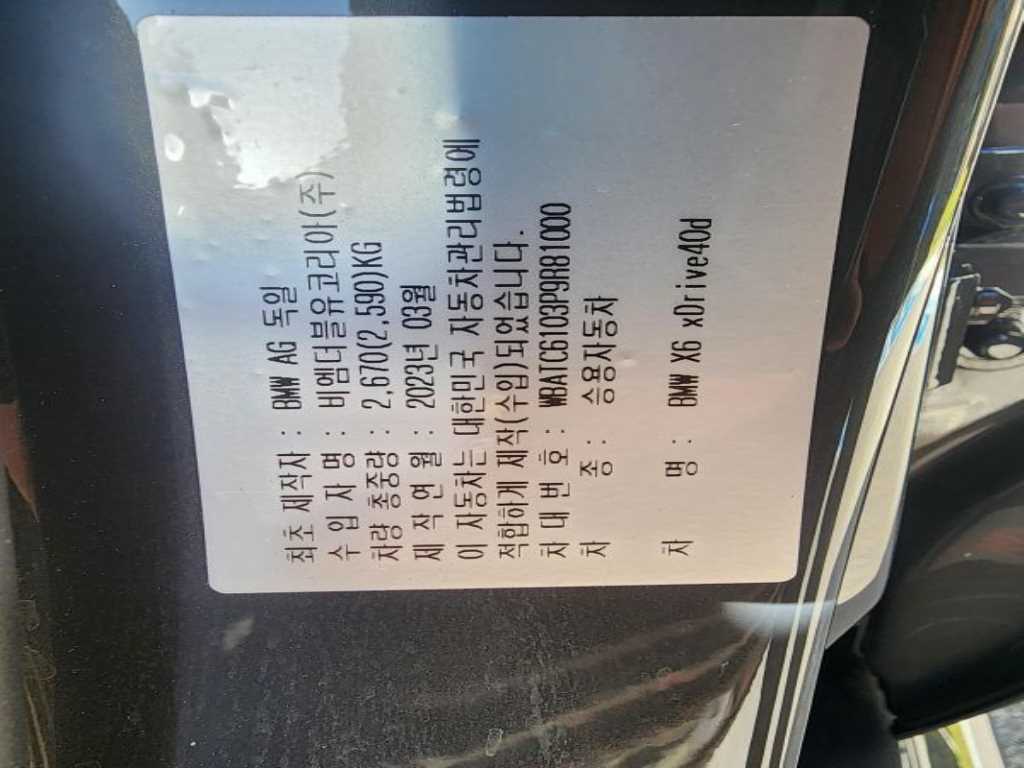 최초 제작자 : BMW AG 독일
수 입 자 명 : 비엠더블유코리아(주)
차량 총중량 : 2,670(2,590)KG
제 작 연 월 : 2023년 03월
이 자동차는 대한민국 자동차관리법령에
적합하게 제작(수입)되었습니다.
차 대 번 호 : WBATC6103P9R81000
차 종 : 승용자동차
차 명 : BMW X6 xDrive40d